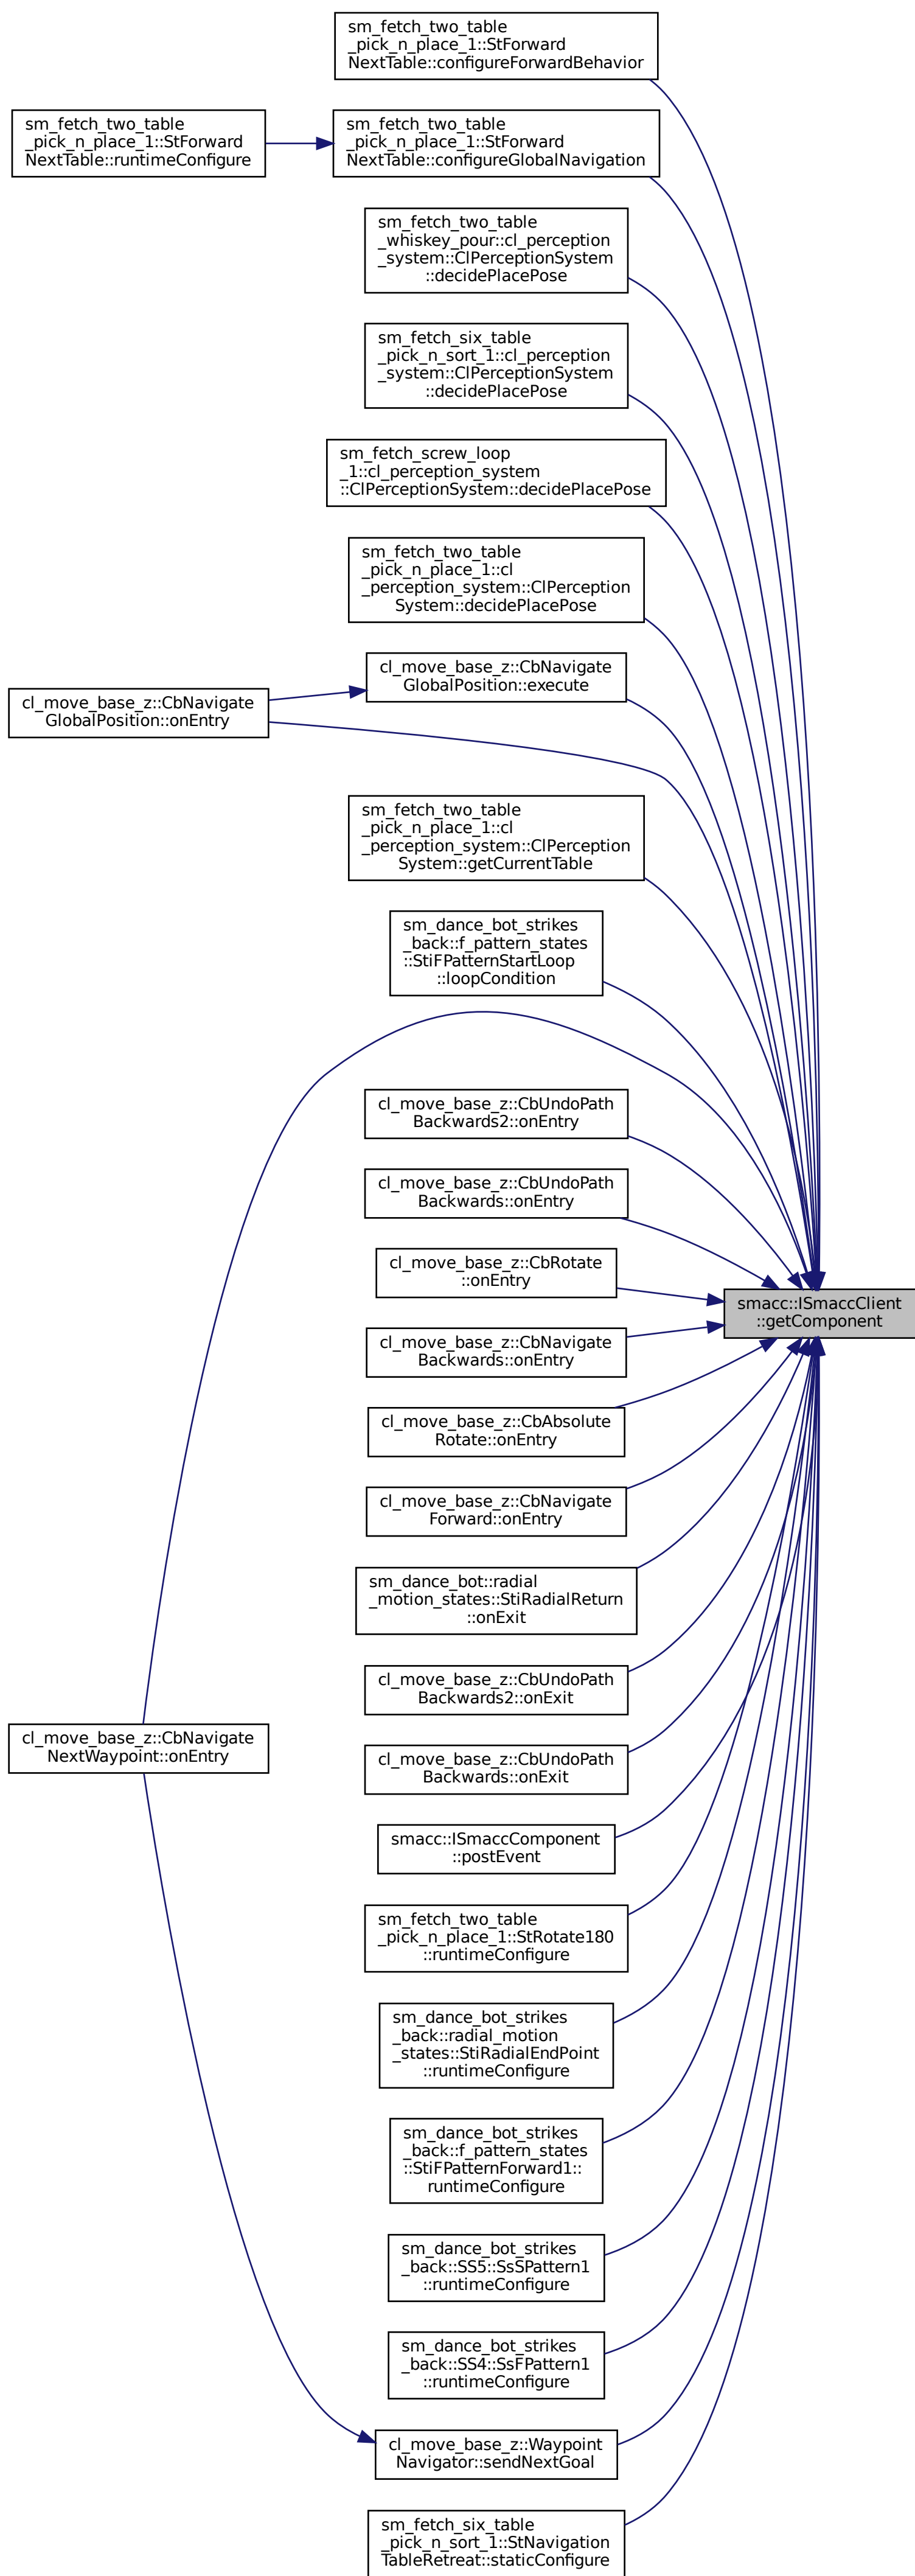 sm_fetch_two_table
_pick_n_place_1::StForward
NextTable::configureForwardBehavior
sm_fetch_two_table
_pick_n_place_1::StForward
NextTable::runtimeConfigure
sm_fetch_two_table
_pick_n_place_1::StForward
NextTable::configureGlobalNavigation
sm_fetch_two_table
_whiskey_pour::cl_perception
_system::ClPerceptionSystem
::decidePlacePose
sm_fetch_six_table
_pick_n_sort_1::cl_perception
_system::ClPerceptionSystem
::decidePlacePose
sm_fetch_screw_loop
_1::cl_perception_system
::ClPerceptionSystem::decidePlacePose
sm_fetch_two_table
_pick_n_place_1::cl
_perception_system::ClPerception
System::decidePlacePose
cl_move_base_z::CbNavigate
GlobalPosition::execute
cl_move_base_z::CbNavigate
GlobalPosition::onEntry
sm_fetch_two_table
_pick_n_place_1::cl
_perception_system::ClPerception
System::getCurrentTable
sm_dance_bot_strikes
_back::f_pattern_states
::StiFPatternStartLoop
::loopCondition
cl_move_base_z::CbUndoPath
Backwards2::onEntry
cl_move_base_z::CbUndoPath
Backwards::onEntry
cl_move_base_z::CbRotate
::onEntry
smacc::ISmaccClient
::getComponent
cl_move_base_z::CbNavigate
Backwards::onEntry
cl_move_base_z::CbAbsolute
Rotate::onEntry
cl_move_base_z::CbNavigate
Forward::onEntry
sm_dance_bot::radial
_motion_states::StiRadialReturn
::onExit
cl_move_base_z::CbUndoPath
Backwards2::onExit
cl_move_base_z::CbNavigate
NextWaypoint::onEntry
cl_move_base_z::CbUndoPath
Backwards::onExit
smacc::ISmaccComponent
::postEvent
sm_fetch_two_table
_pick_n_place_1::StRotate180
::runtimeConfigure
sm_dance_bot_strikes
_back::radial_motion
_states::StiRadialEndPoint
::runtimeConfigure
sm_dance_bot_strikes
_back::f_pattern_states
::StiFPatternForward1::
runtimeConfigure
sm_dance_bot_strikes
_back::SS5::SsSPattern1
::runtimeConfigure
sm_dance_bot_strikes
_back::SS4::SsFPattern1
::runtimeConfigure
cl_move_base_z::Waypoint
Navigator::sendNextGoal
sm_fetch_six_table
_pick_n_sort_1::StNavigation
TableRetreat::staticConfigure